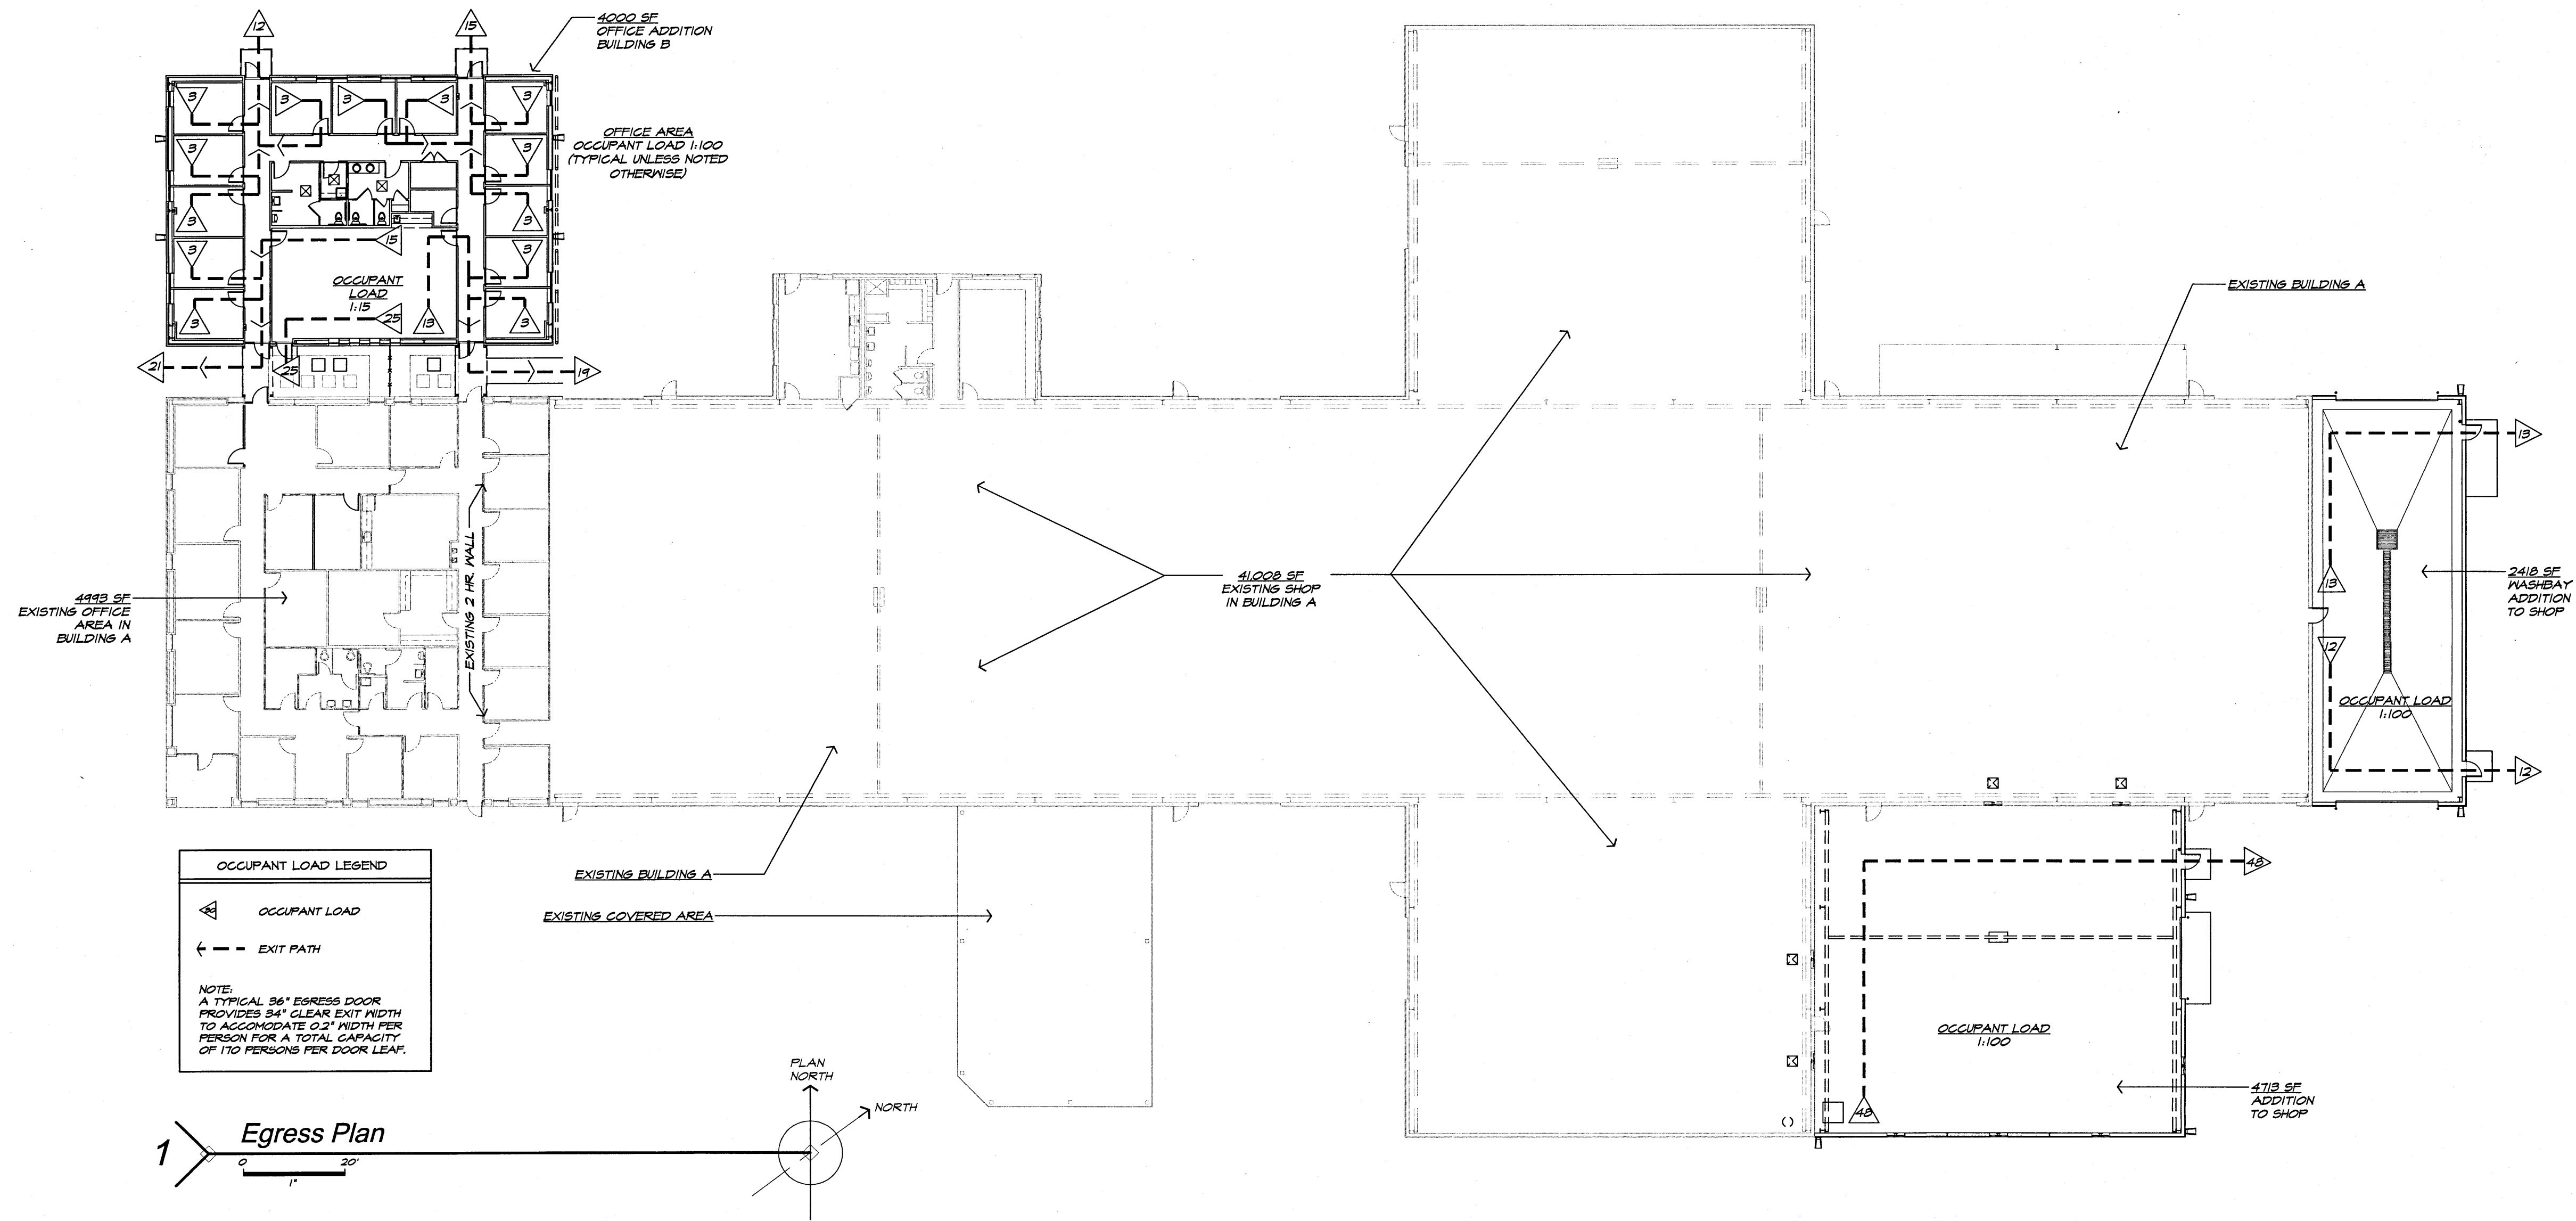 12
15
4000 SF
OFFICE ADDITION
BUILDING B
3
3
3
3
3
OFFICE AREA
OCCUPANT LOAD 1:100
(TYPICAL UNLESS NOTED
OTHERWISE)
3
3
3
3
15
3
3
OCCUPANT
LOAD
1:15
25
13
3
3
21
25
19
EXISTING BUILDING A
13
EXISTING 2 HR. WALL
4993 SF
EXISTING OFFICE
AREA IN
BUILDING A
41,008 SF
EXISTING SHOP
IN BUILDING A
13
2418 SF
WASHBAY
ADDITION
TO SHOP
12
OCCUPANT LOAD
1:100
12
OCCUPANT LOAD LEGEND
30
OCCUPANT LOAD
EXIT PATH
NOTE:
A TYPICAL 36" EGRESS DOOR
PROVIDES 34" CLEAR EXIT WIDTH
TO ACCOMODATE 0.2" WIDTH PER
PERSON FOR A TOTAL CAPACITY
OF 170 PERSONS PER DOOR LEAF.
EXISTING BUILDING A
EXISTING COVERED AREA
48
OCCUPANT LOAD
1:100
48
4713 SF
ADDITION
TO SHOP
PLAN
NORTH
NORTH
1
Egress Plan
0 20'
1"